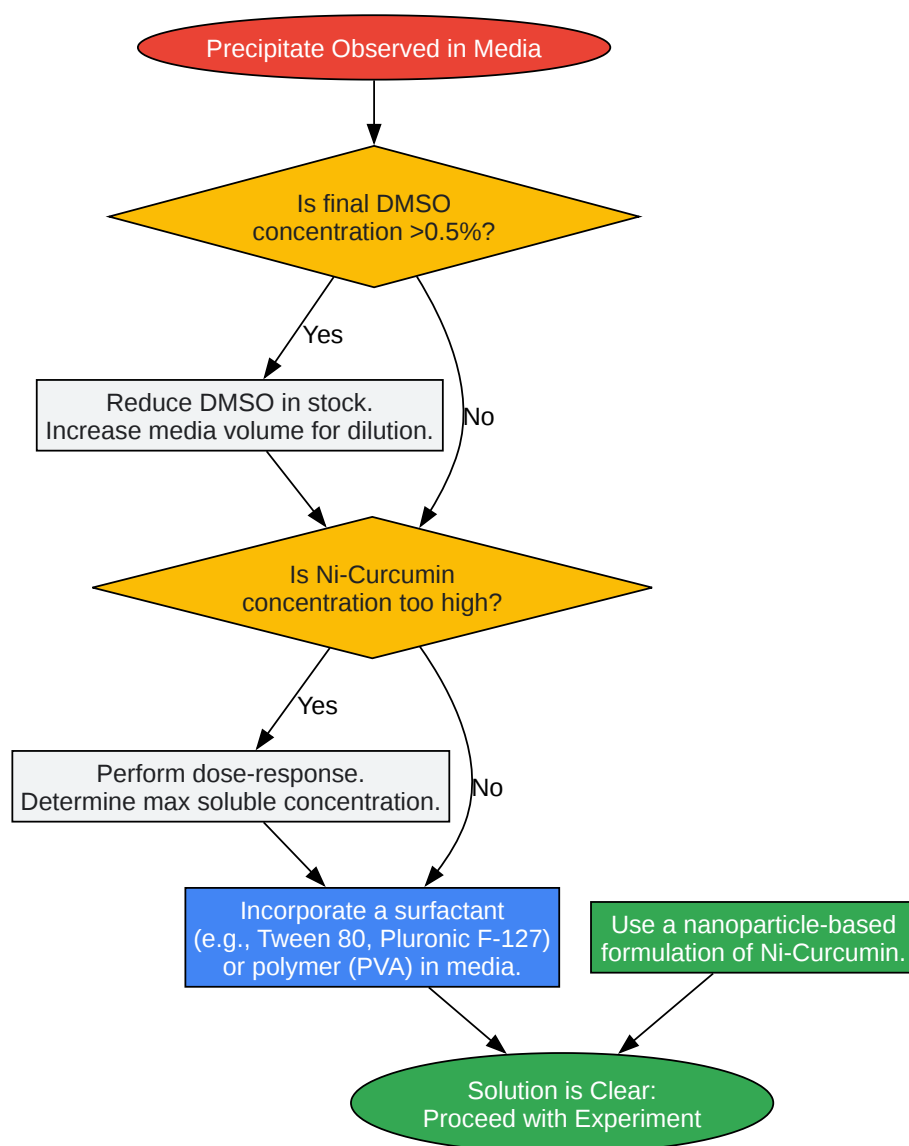 Precipitate Observed in Media
Is final DMSO
concentration >0.5%?
Yes
Reduce DMSO in stock.
Increase media volume for dilution.
No
Is Ni-Curcumin
concentration too high?
Yes
Perform dose-response.
Determine max soluble concentration.
No
Incorporate a surfactant
(e.g., Tween 80, Pluronic F-127)
or polymer (PVA) in media.
Use a nanoparticle-based
formulation of Ni-Curcumin.
Solution is Clear:
Proceed with Experiment